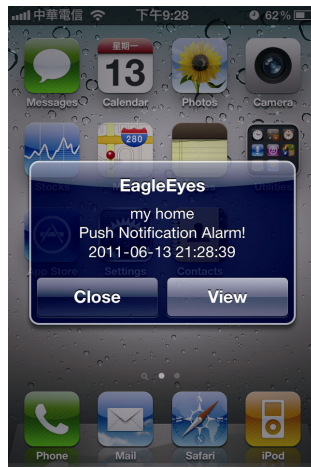 中華電信 下午9:28 62%
星期一
13
280
Messages Calendar Photos Camera
Stocks Utilities
EagleEyes
my home
Push Notification Alarm!
2011-06-13 21:28:39
App Store Settings Contacts
Close View
Phone Mail Safari iPod